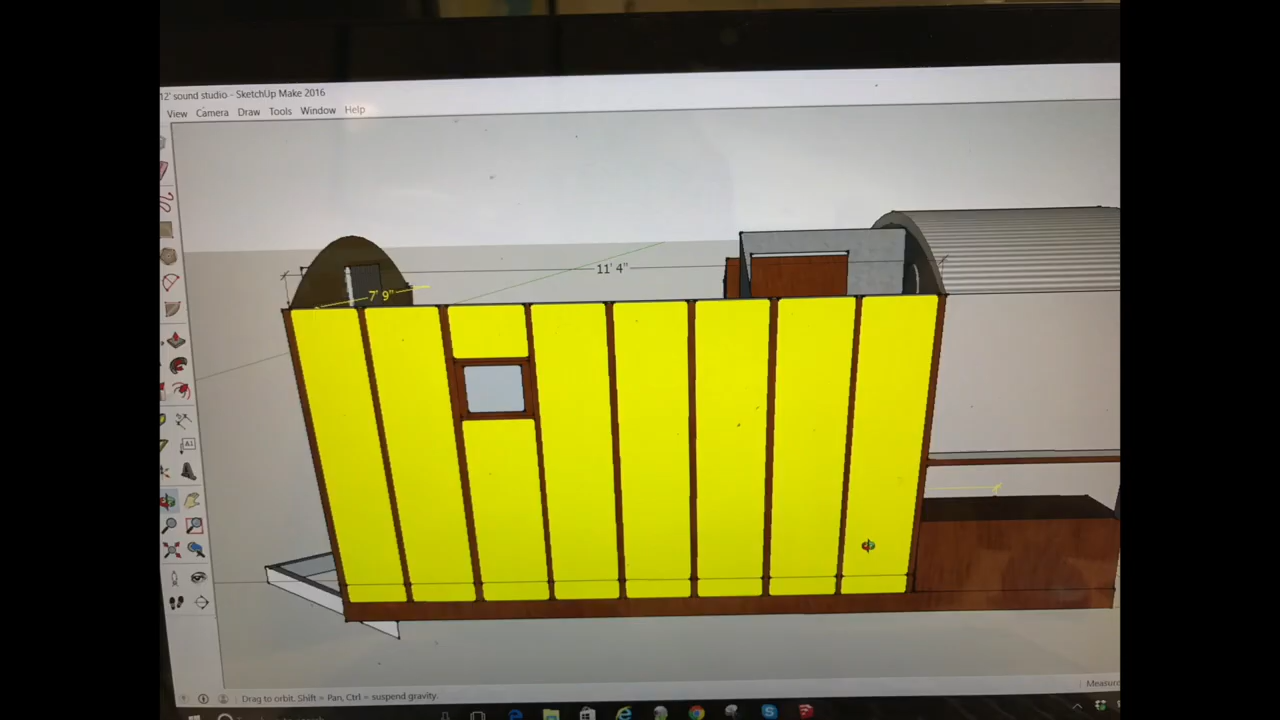 12' sound studio - SketchUp Make 2016
View Camera Draw Tools Window Help
11' 4"
7' 9"
A1
Drag to orbit. Shift = Pan, Ctrl = suspend gravity.